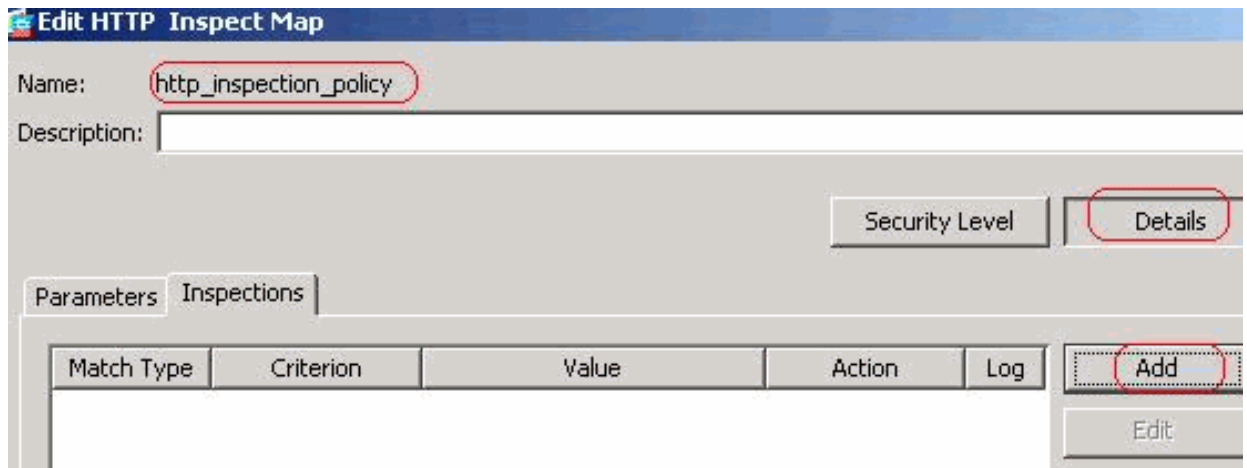 Edit HTTP Inspect Map
Name: http_inspection_policy
Description:
Security Level Details
Parameters Inspections
Match Type Criterion Value Action Log Add
Edit